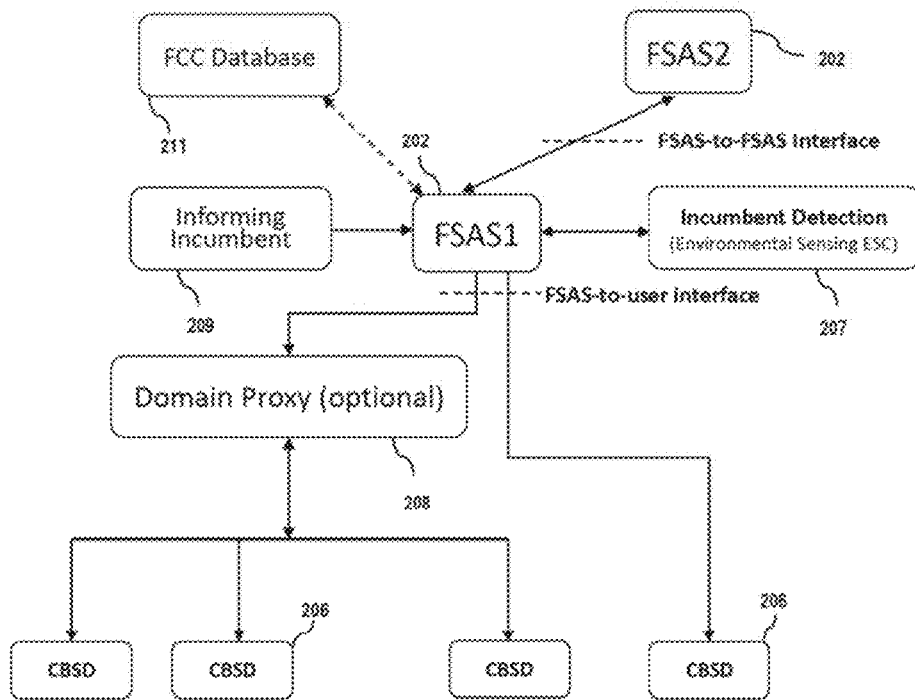 FCC Database
211
FSAS2
202
202
FSAS-to-FSAS Interface
Informing
Incumbent
209
FSAS1
Incumbent Detection
(Environmental Sensing ESC)
207
FSAS-to-user interface
Domain Proxy (optional)
208
CBSD
206
CBSD
CBSD
206
CBSD